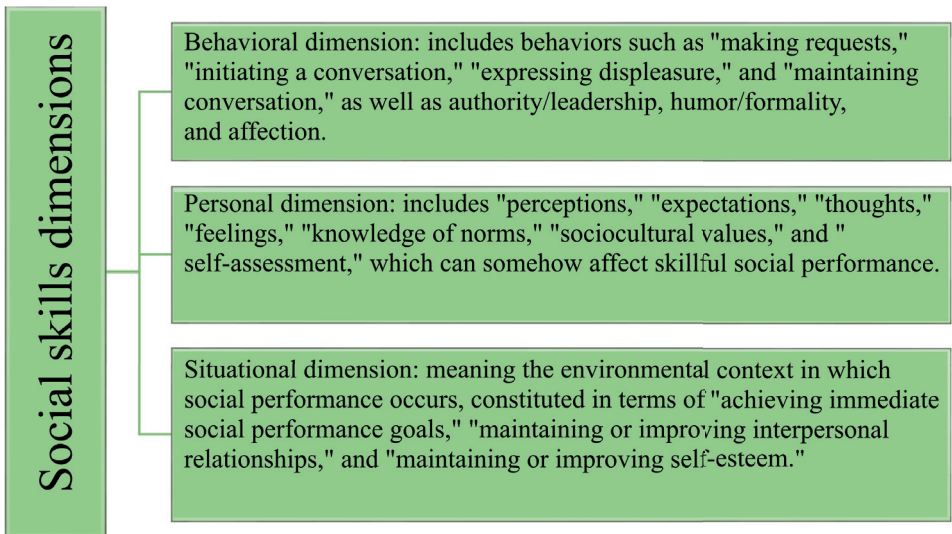 Social skills dimensions
Behavioral dimension: includes behaviors such as "making requests,"
"initiating a conversation," "expressing displeasure," and "maintaining
conversation," as well as authority/leadership, humor/formality,
and affection.
Personal dimension: includes "perceptions," "expectations," "thoughts,"
"feelings," "knowledge of norms," "sociocultural values," and "
self-assessment," which can somehow affect skillful social performance.
Situational dimension: meaning the environmental context in which
social performance occurs, constituted in terms of "achieving immediate
social performance goals," "maintaining or improving interpersonal
relationships," and "maintaining or improving self-esteem."